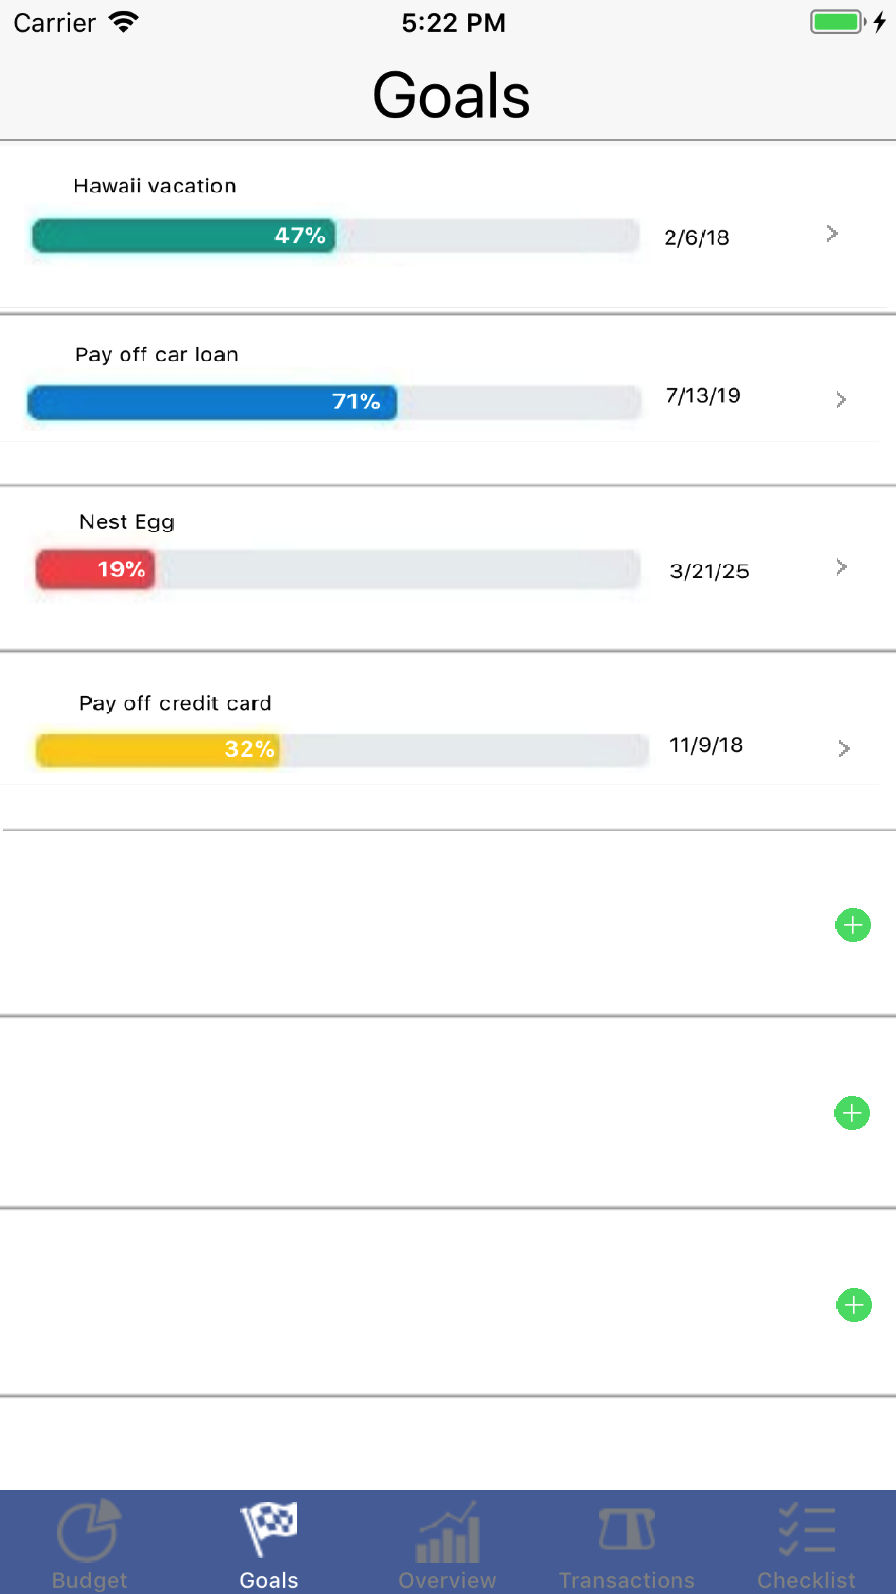 Carrier 5:22 PM
Goals
Hawaii vacation
47% 2/6/18 >
Pay off car loan
71% 7/13/19 >
Nest Egg
19% 3/21/25 >
Pay off credit card
32% 11/9/18 >
+
+
+
Budget Goals Overview Transactions Checklist